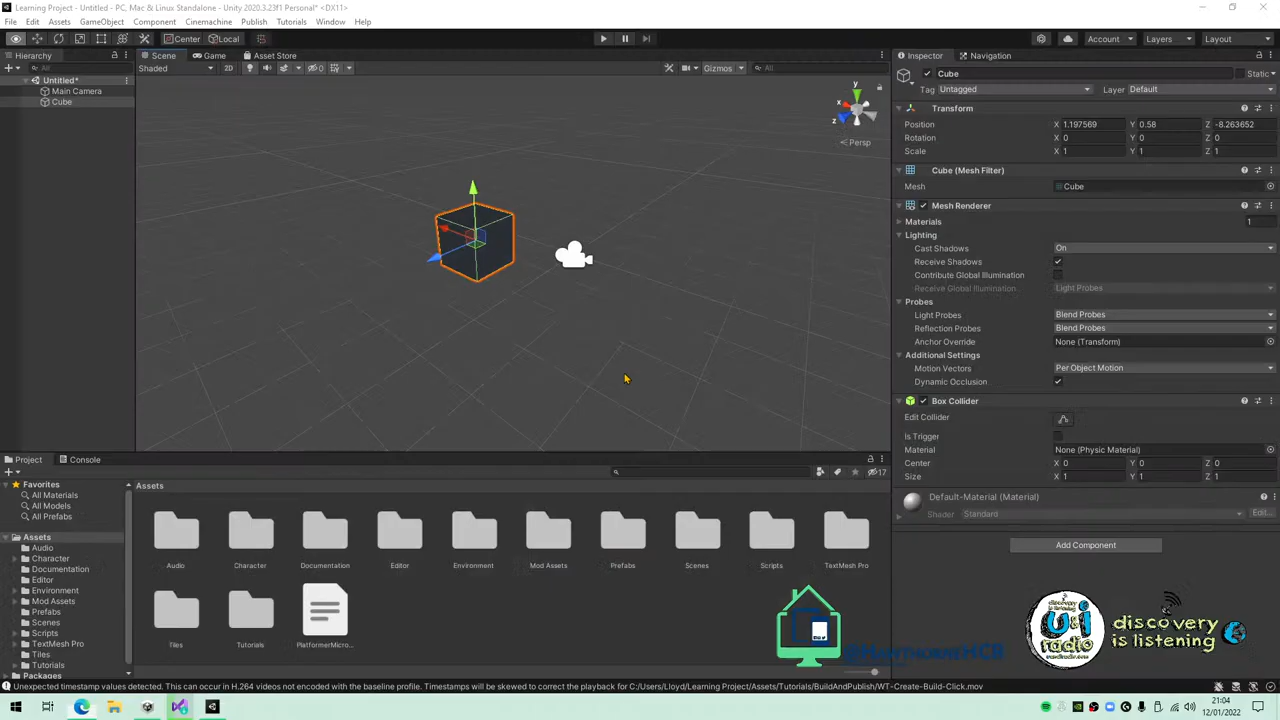 Learning Project - Untitled - PC, Mac & Linux Standalone - Unity 2020.3.23f1 Personal* <DX11>
File Edit Assets GameObject Component Cinemachine Publish Tutorials Window Help
Center Local Account Layers Layout
Hierarchy Scene Game Asset Store Inspector Navigation
All Shaded 2D 0 Gizmos All Cube Static
Untitled*
Main Camera
Cube
Tag Untagged Layer Default
y
x
z
Persp
Transform
Position X 1.197569 Y 0.58 Z -8.263652
Rotation X 0 Y 0 Z 0
Scale X 1 Y 1 Z 1
Cube (Mesh Filter)
Mesh Cube
Mesh Renderer
Materials 1
Lighting
Cast Shadows On
Receive Shadows
Contribute Global Illumination
Receive Global Illumination Light Probes
Probes
Light Probes Blend Probes
Reflection Probes Blend Probes
Anchor Override None (Transform)
Additional Settings
Motion Vectors Per Object Motion
Dynamic Occlusion
Box Collider
Edit Collider
Is Trigger
Material None (Physic Material)
Center X 0 Y 0 Z 0
Size X 1 Y 1 Z 1
Default-Material (Material)
Shader Standard Edit...
Add Component
Project Console
17
Favorites
All Materials
All Models
All Prefabs
Assets
Audio
Character
Documentation
Editor
Environment
Mod Assets
Prefabs
Scenes
Scripts
TextMesh Pro
Tiles
Tutorials
Packages
Assets
Audio Character Documentation Editor Environment Mod Assets Prefabs Scenes Scripts TextMesh Pro
Tiles Tutorials PlatformerMicro...
discovery is listening
u&i
radio
uandiradio.com
discovery
is listening
Unexpected timestamp values detected. This can occur in H.264 videos not encoded with the baseline profile. Timestamps will be skewed to correct the playback for C:/Users/Lloyd/Learning Project/Assets/Tutorials/BuildAndPublish/WT-Create-Build-Click.mov
21:04
12/01/2022